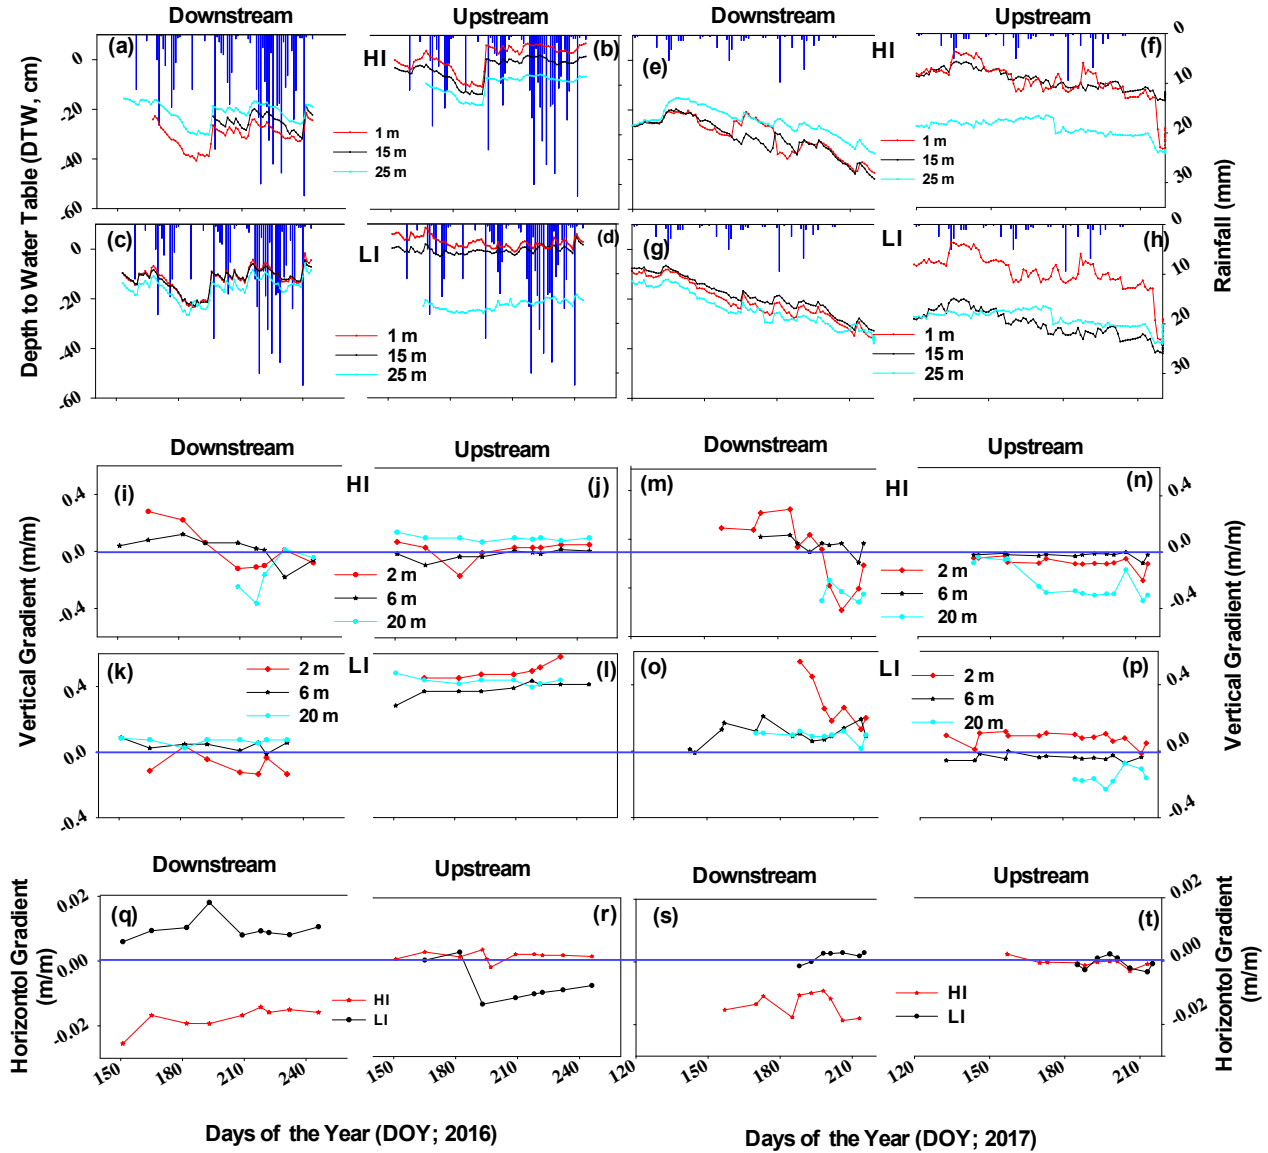 Downstream
Upstream
Downstream
Upstream
(a)
(b)
(e)
(f)
HI
HI
0
-20
-40
-60
1 m
15 m
25 m
1 m
15 m
25 m
0
10
20
30
Depth to Water Table (DTW, cm)
Rainfall (mm)
(c)
(d)
(g)
(h)
LI
LI
0
-20
-40
-60
1 m
15 m
25 m
1 m
15 m
25 m
0
10
20
30
Downstream
Upstream
Downstream
Upstream
(i)
(j)
(m)
(n)
HI
HI
0.4
0.0
-0.4
2 m
6 m
20 m
2 m
6 m
20 m
0.4
0.0
-0.4
Vertical Gradient (m/m)
Vertical Gradient (m/m)
(k)
(l)
(o)
(p)
LI
LI
2 m
6 m
20 m
2 m
6 m
20 m
0.4
0.0
-0.4
0.4
0.0
-0.4
Downstream
Upstream
Downstream
Upstream
(q)
(r)
(s)
(t)
0.02
0.00
-0.02
HI
LI
HI
LI
0.02
0.00
-0.02
Horizontol Gradient
(m/m)
Horizontol Gradient
(m/m)
150 180 210 240 150 180 210 240 120 150 180 210 120 150 180 210
Days of the Year (DOY; 2016)
Days of the Year (DOY; 2017)